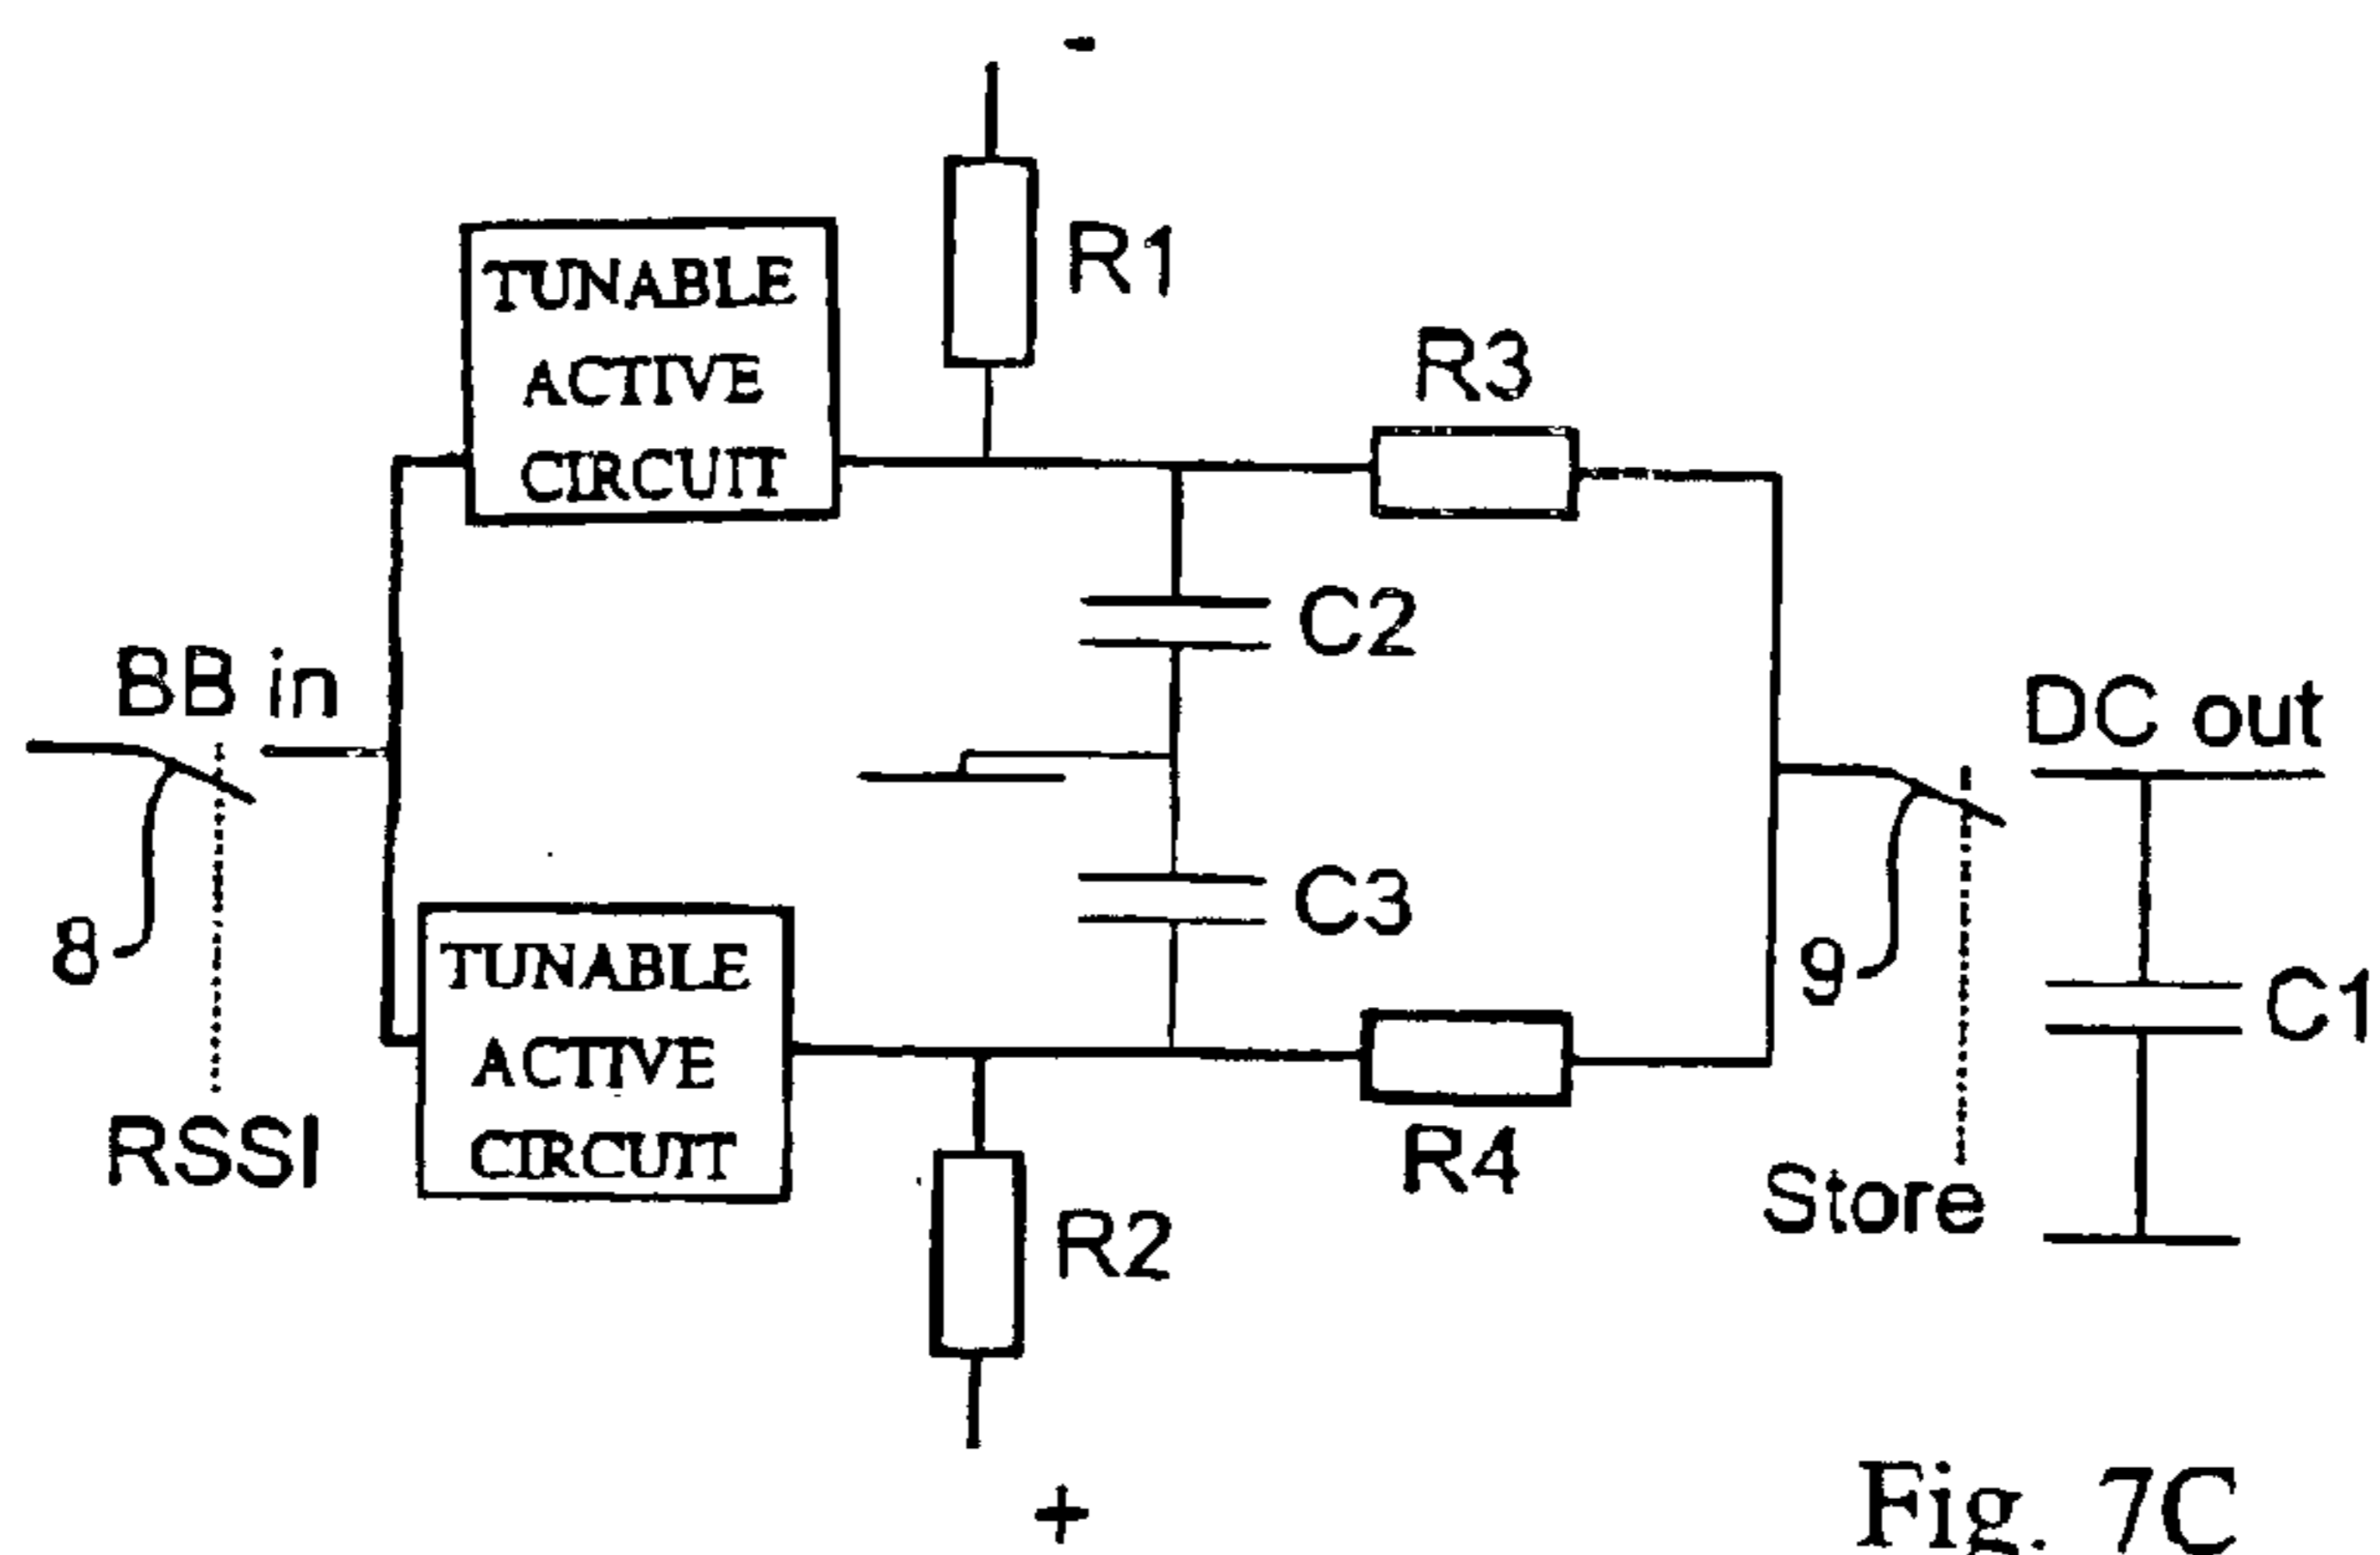 -
R1
TUNABLE
ACTIVE
CIRCUIT
R3
C2
BB in
DC out
8
C3
9
C1
TUNABLE
ACTIVE
CIRCUIT
RSSI
R4
Store
R2
+
Fig. 7C